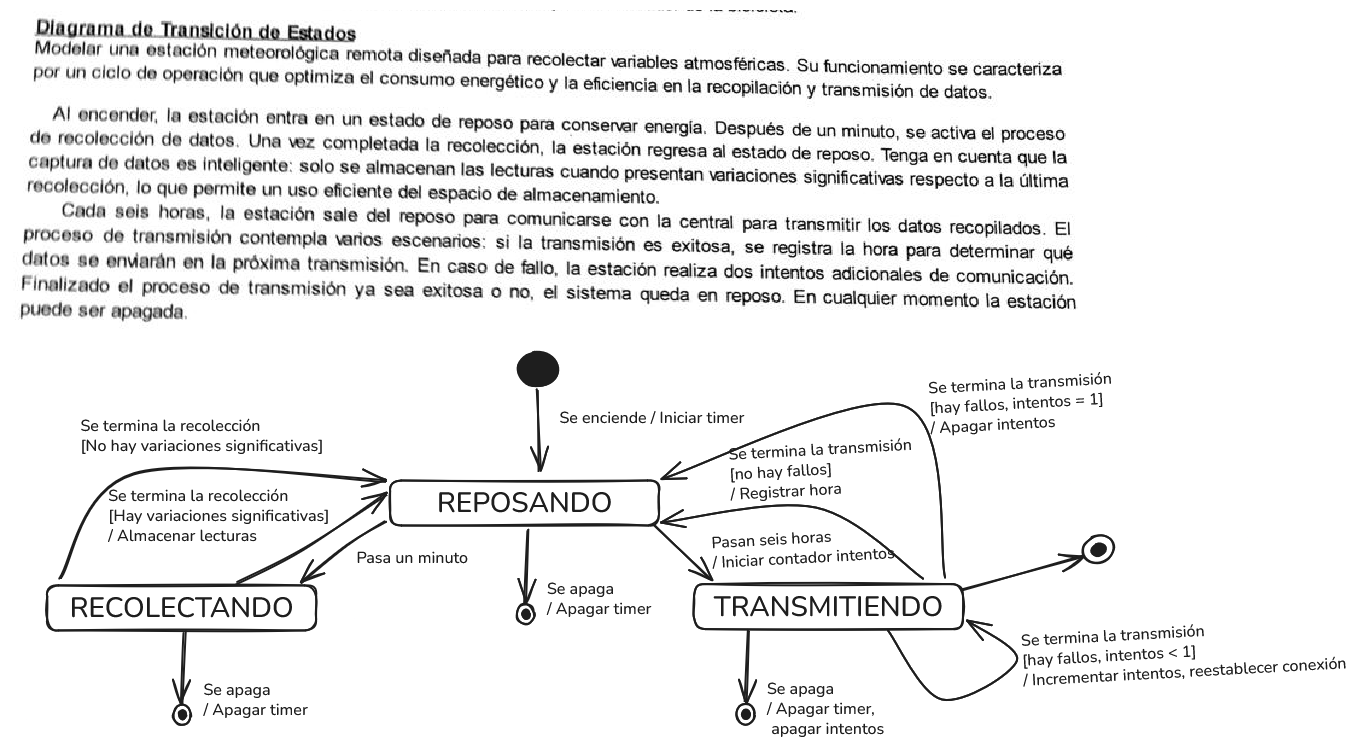 Diagrama de Transición de Estados
Modelar una estación meteorológica remota diseñada para recolectar variables atmosféricas. Su funcionamiento se caracteriza
por un ciclo de operación que optimiza el consumo energético y la eficiencia en la recopilación y transmisión de datos.
Al encender, la estación entra en un estado de reposo para conservar energía. Después de un minuto, se activa el proceso
de recolección de datos. Una vez completada la recolección, la estación regresa al estado de reposo. Tenga en cuenta que la
captura de datos es inteligente: solo se almacenan las lecturas cuando presentan variaciones significativas respecto a la última
recolección, lo que permite un uso eficiente del espacio de almacenamiento.
Cada seis horas, la estación sale del reposo para comunicarse con la central para transmitir los datos recopilados. El
proceso de transmisión contempla varios escenarios: si la transmisión es exitosa, se registra la hora para determinar qué
datos se enviarán en la próxima transmisión. En caso de fallo, la estación realiza dos intentos adicionales de comunicación.
Finalizado el proceso de transmisión ya sea exitosa o no, el sistema queda en reposo. En cualquier momento la estación
puede ser apagada.
Se enciende / Iniciar timer
Se termina la transmisión
[hay fallos, intentos = 1]
/ Apagar intentos
Se termina la recolección
[No hay variaciones significativas]
Se termina la transmisión
[no hay fallos]
/ Registrar hora
REPOSANDO
Se termina la recolección
[Hay variaciones significativas]
/ Almacenar lecturas
Pasa un minuto
Pasan seis horas
/ Iniciar contador intentos
Se apaga
/ Apagar timer
RECOLECTANDO
TRANSMITIENDO
Se termina la transmisión
[hay fallos, intentos < 1]
/ Incrementar intentos, reestablecer conexión
Se apaga
/ Apagar timer
Se apaga
/ Apagar timer,
apagar intentos